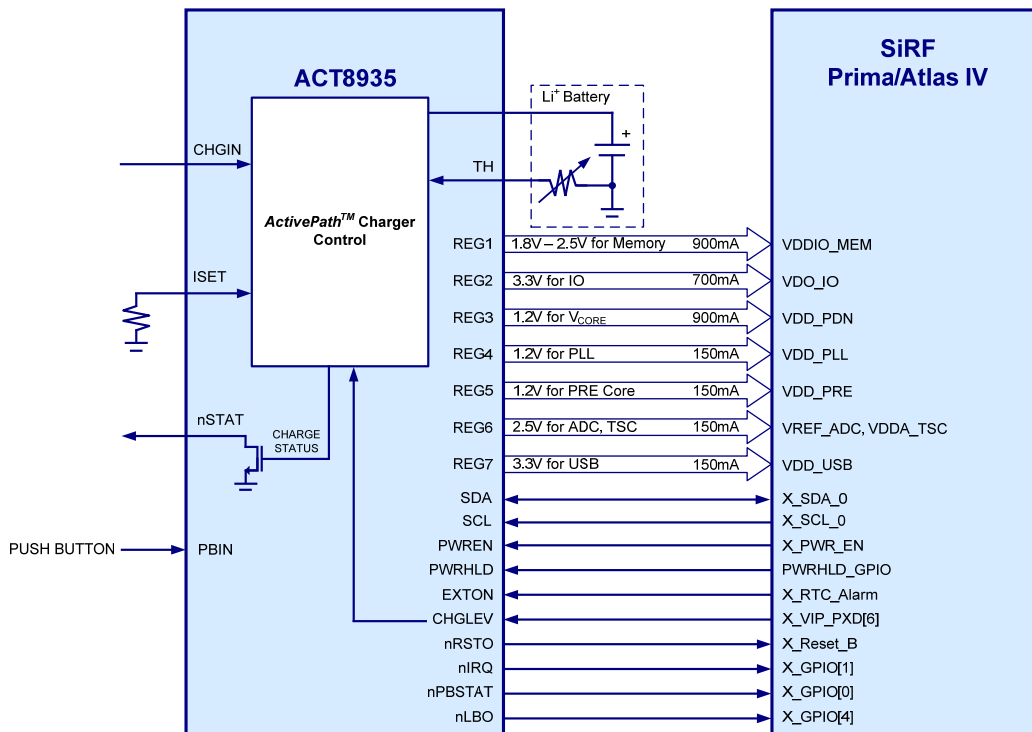 ACT8935
SiRF
Prima/Atlas IV
Li+ Battery
+
CHGIN
TH
ActivePathTM Charger
Control
REG1 1.8V – 2.5V for Memory 900mA VDDIO_MEM
ISET
REG2 3.3V for IO 700mA VDO_IO
REG3 1.2V for VCORE 900mA VDD_PDN
REG4 1.2V for PLL 150mA VDD_PLL
REG5 1.2V for PRE Core 150mA VDD_PRE
nSTAT
CHARGE
STATUS
REG6 2.5V for ADC, TSC 150mA VREF_ADC, VDDA_TSC
REG7 3.3V for USB 150mA VDD_USB
SDA X_SDA_0
SCL X_SCL_0
PUSH BUTTON PBIN
PWREN X_PWR_EN
PWRHLD PWRHLD_GPIO
EXTON X_RTC_Alarm
CHGLEV X_VIP_PXD[6]
nRSTO X_Reset_B
nIRQ X_GPIO[1]
nPBSTAT X_GPIO[0]
nLBO X_GPIO[4]